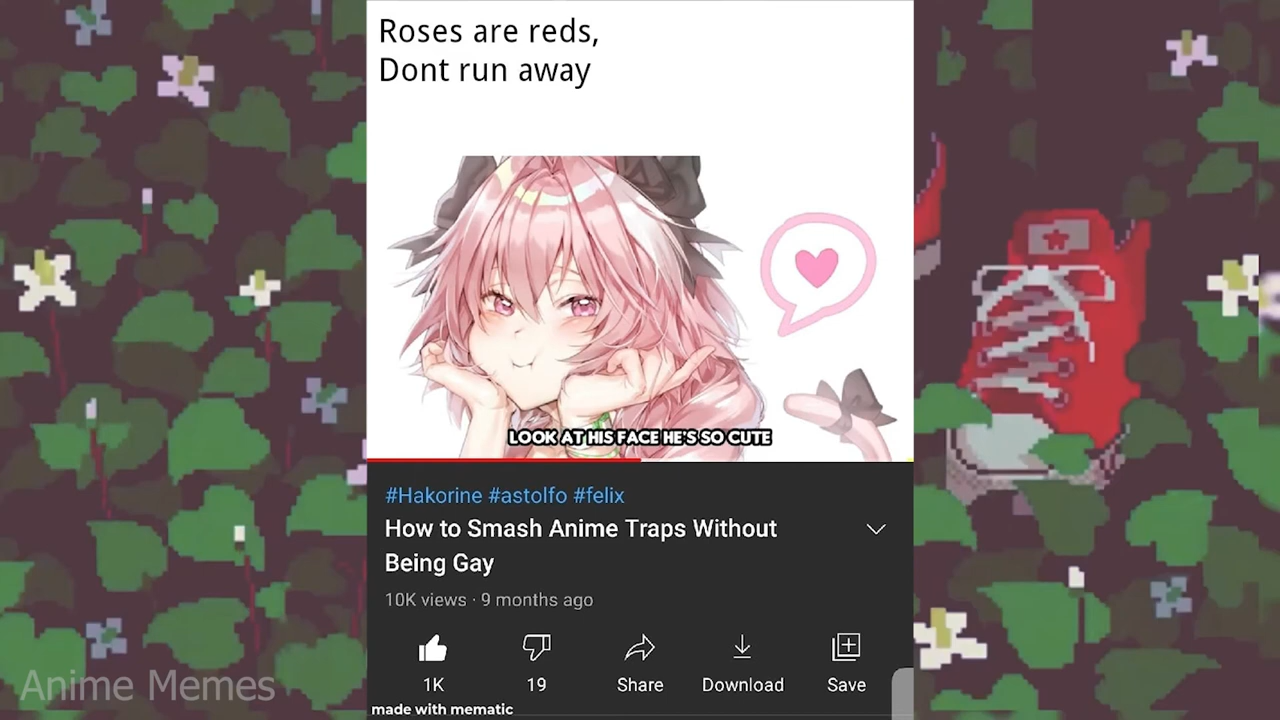 Roses are reds,
Dont run away
LOOK AT HIS FACE HE'S SO CUTE
#Hakorine #astolfo #felix
How to Smash Anime Traps Without
Being Gay
10K views · 9 months ago
1K
19
Share
Download
Save
Anime Memes
made with mematic